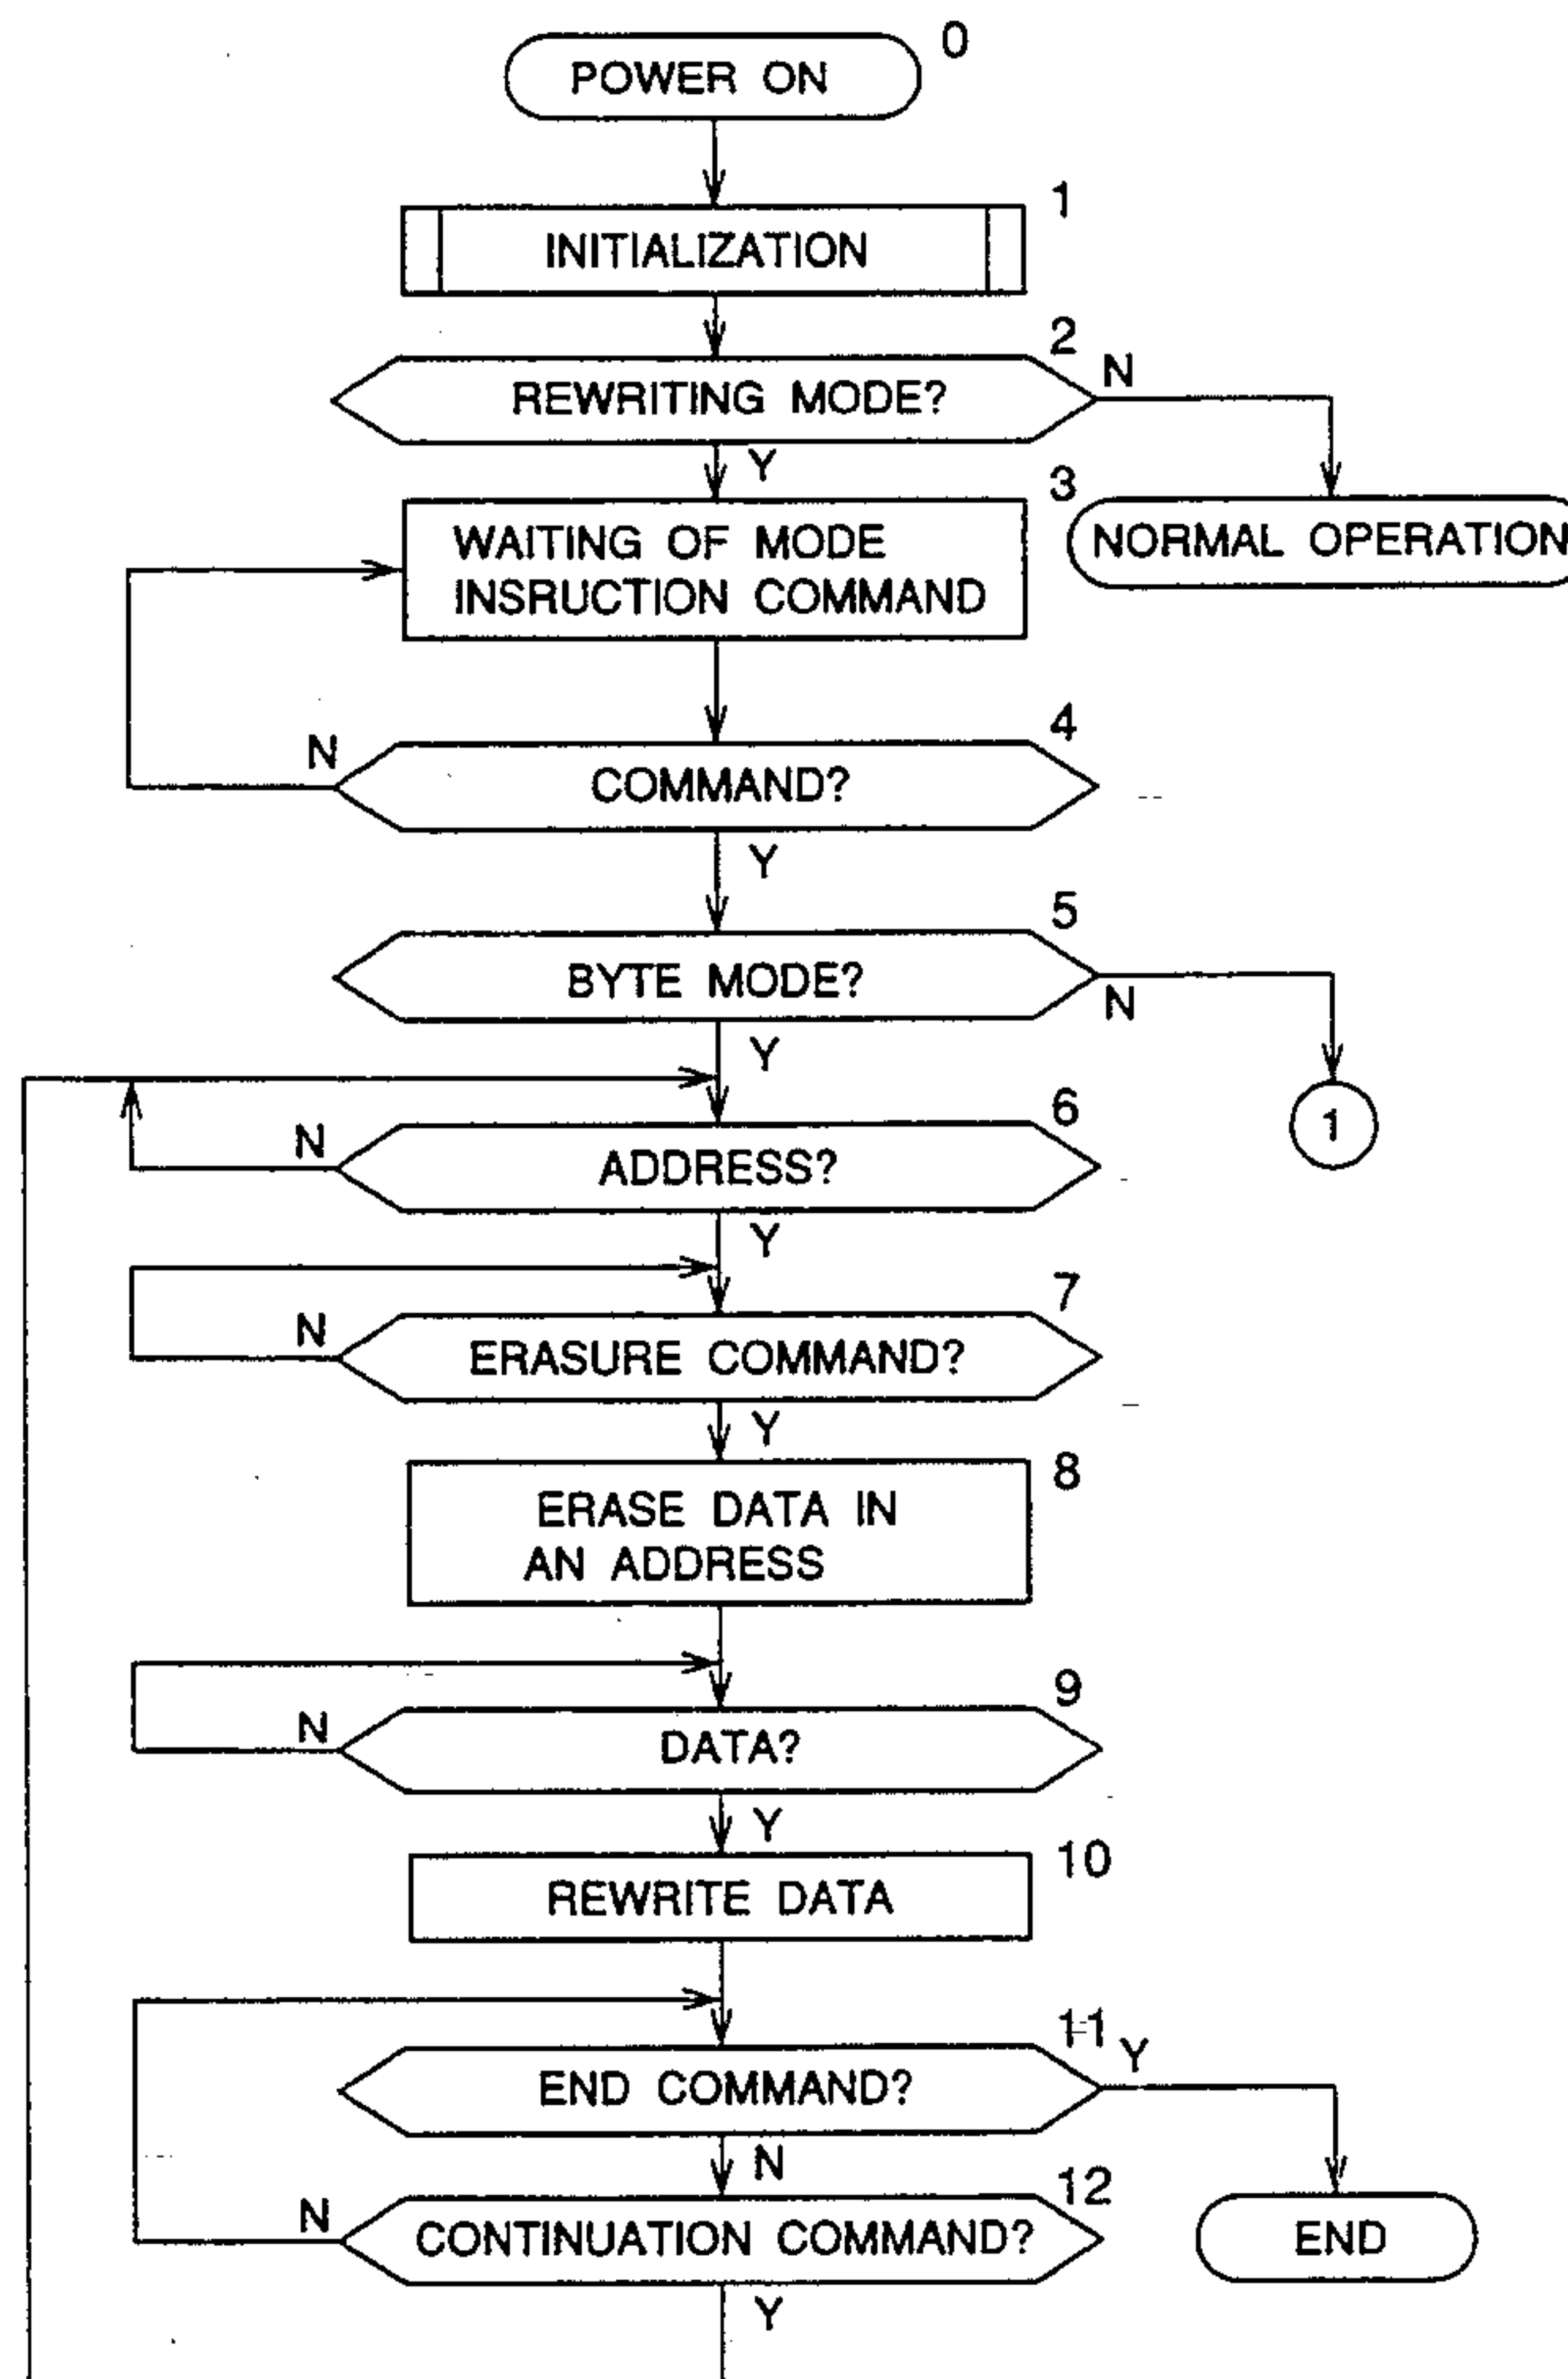 POWER ON
0
INITIALIZATION
1
REWRITING MODE?
2
N
Y
WAITING OF MODE
INSRUCTION COMMAND
3
NORMAL OPERATION
COMMAND?
4
N
Y
BYTE MODE?
5
N
Y
1
ADDRESS?
6
N
Y
ERASURE COMMAND?
7
N
Y
ERASE DATA IN
AN ADDRESS
8
DATA?
9
N
Y
REWRITE DATA
10
END COMMAND?
11
Y
N
CONTINUATION COMMAND?
12
N
Y
END